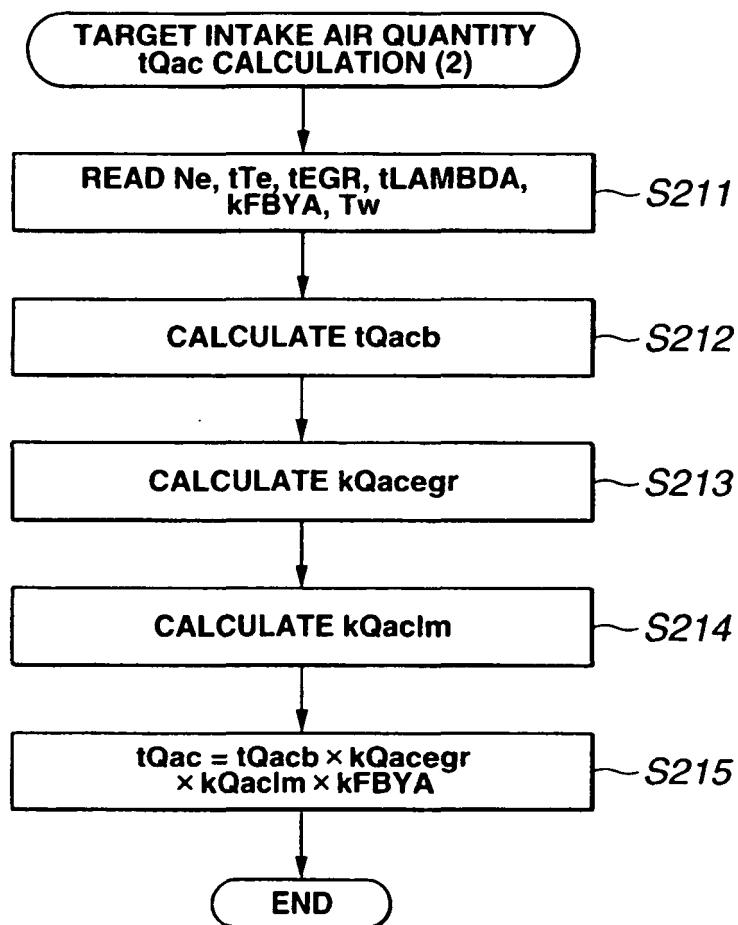 TARGET INTAKE AIR QUANTITY
tQac CALCULATION (2)
READ Ne, tTe, tEGR, tLAMBDA,
kFBYA, Tw
S211
CALCULATE tQacb
S212
CALCULATE kQacegr
S213
CALCULATE kQaclm
S214
tQac = tQacb × kQacegr
× kQaclm × kFBYA
S215
END